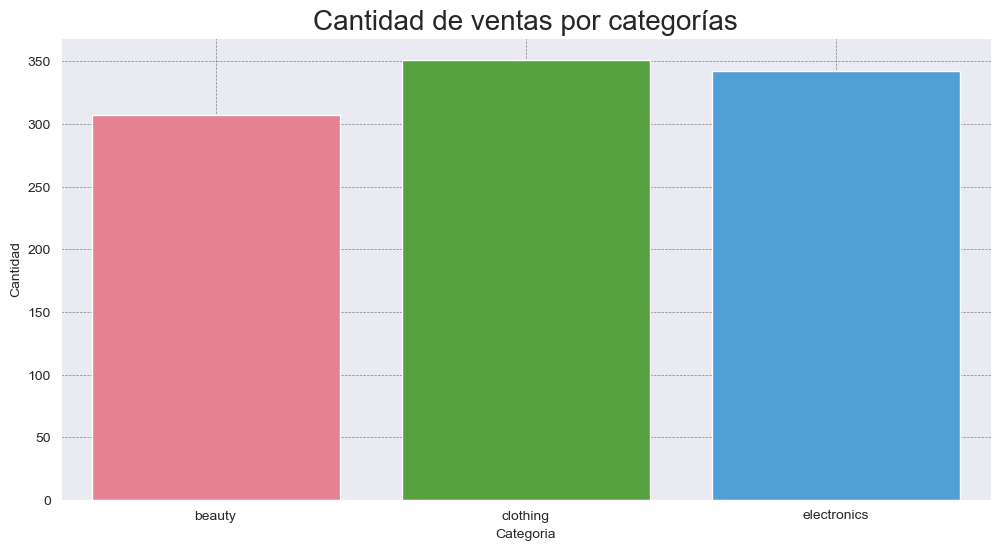 Cantidad de ventas por categorías
350
300
250
200
150
100
50
0
Cantidad
beauty clothing electronics
Categoria